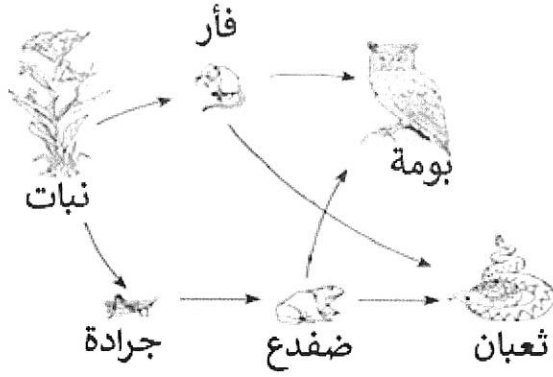 فأر
بومة
نبات
ثعبان
ضفدع
جرادة